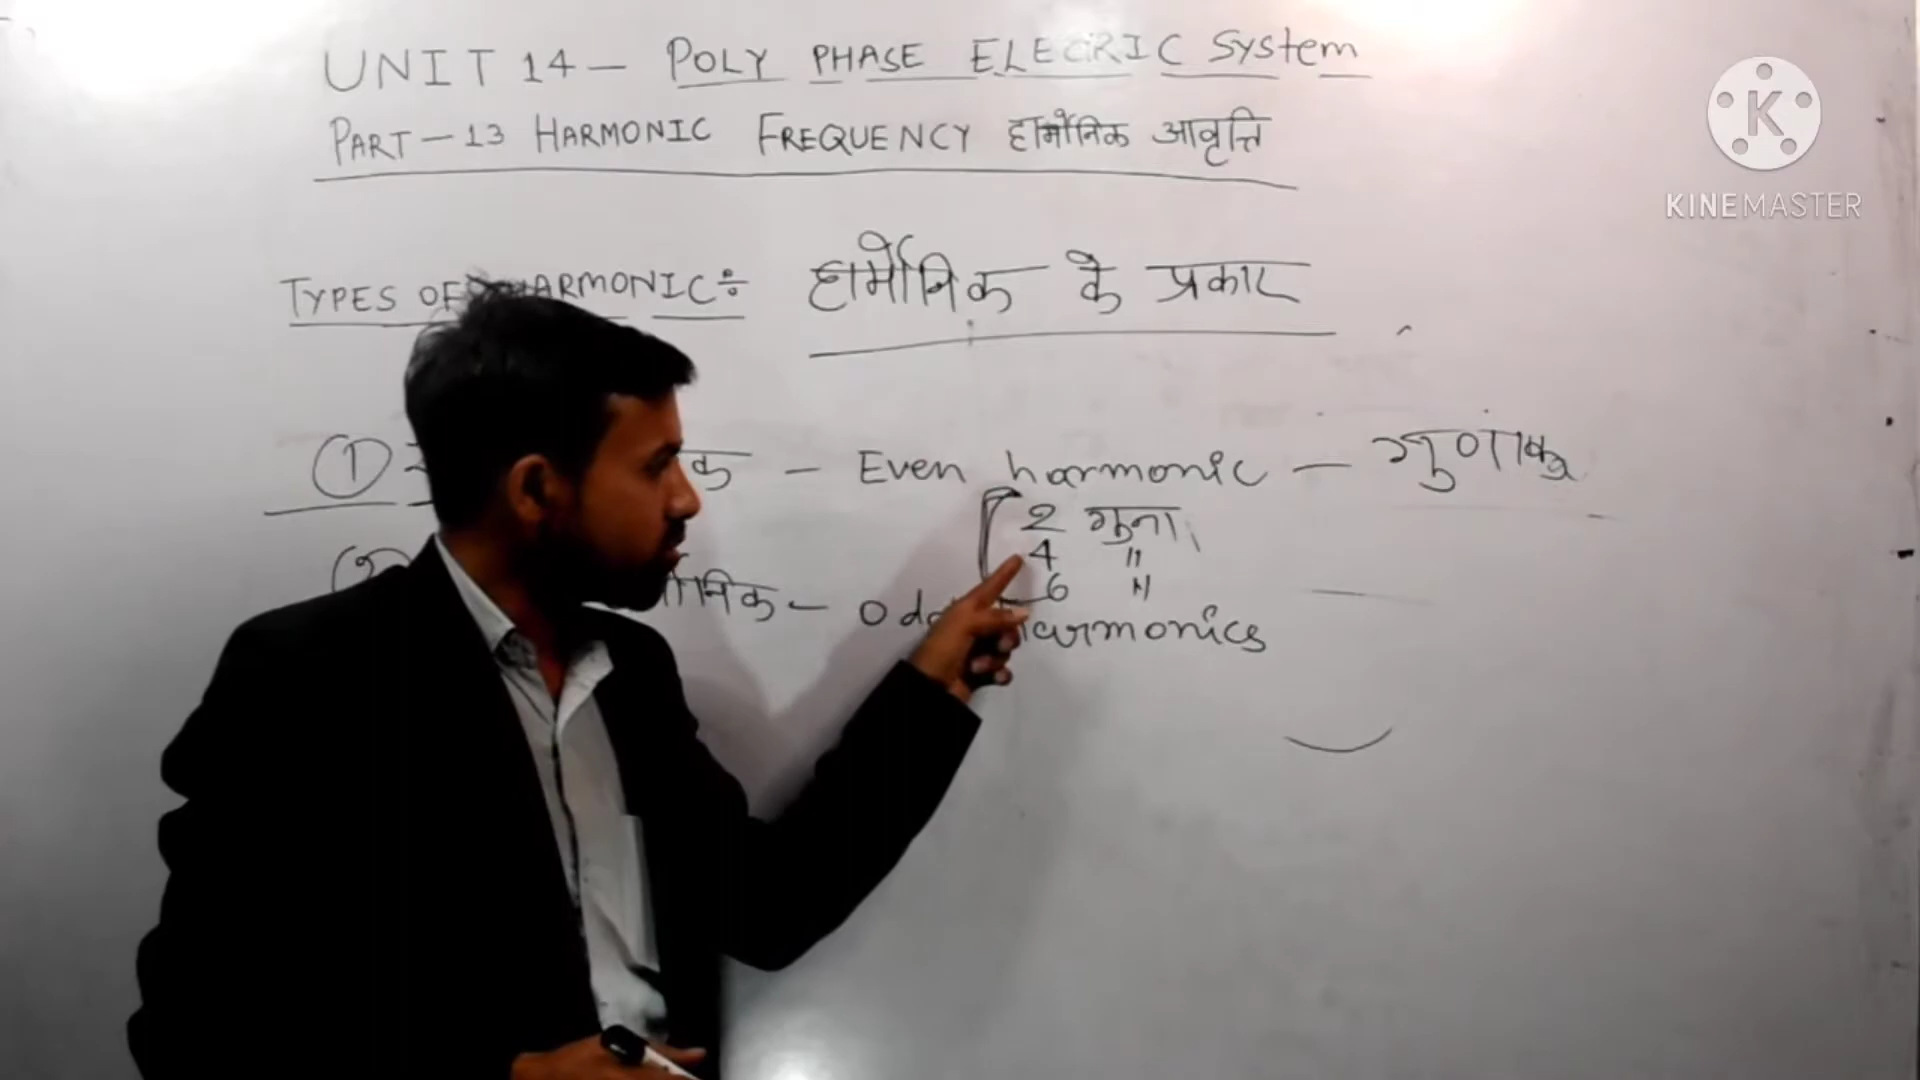 UNIT 14 — POLY PHASE ELECTRIC System
PART — 13 HARMONIC FREQUENCY हार्मोनिक आवृत्ति
K
KINEMASTER
TYPES OF HARMONIC÷ हार्मोनिक के प्रकार
① — Even harmonic — गुणांक
2 गुना
4 "
6 "
② — Odd harmonics